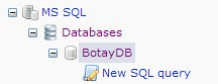 MS SQL
Databases
BotayDB
New SQL query